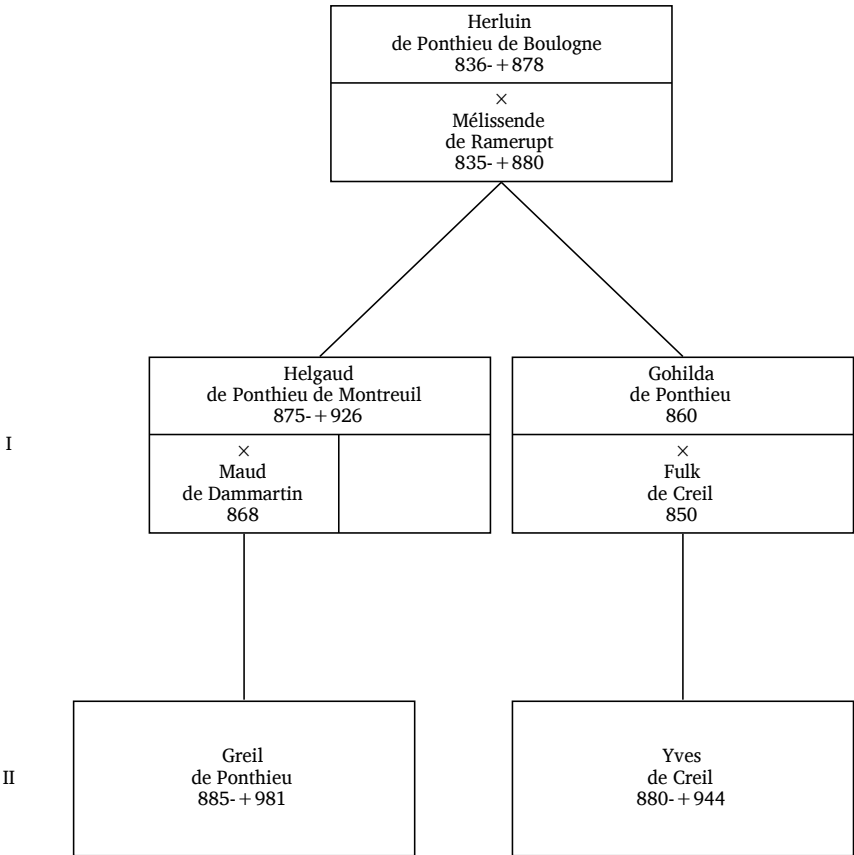 Herluin
de Ponthieu de Boulogne
836-+878
×
Mélissende
de Ramerupt
835-+880
I
Helgaud
de Ponthieu de Montreuil
875-+926
×
Maud
de Dammartin
868
Gohilda
de Ponthieu
860
×
Fulk
de Creil
850
II
Greil
de Ponthieu
885-+981
Yves
de Creil
880-+944